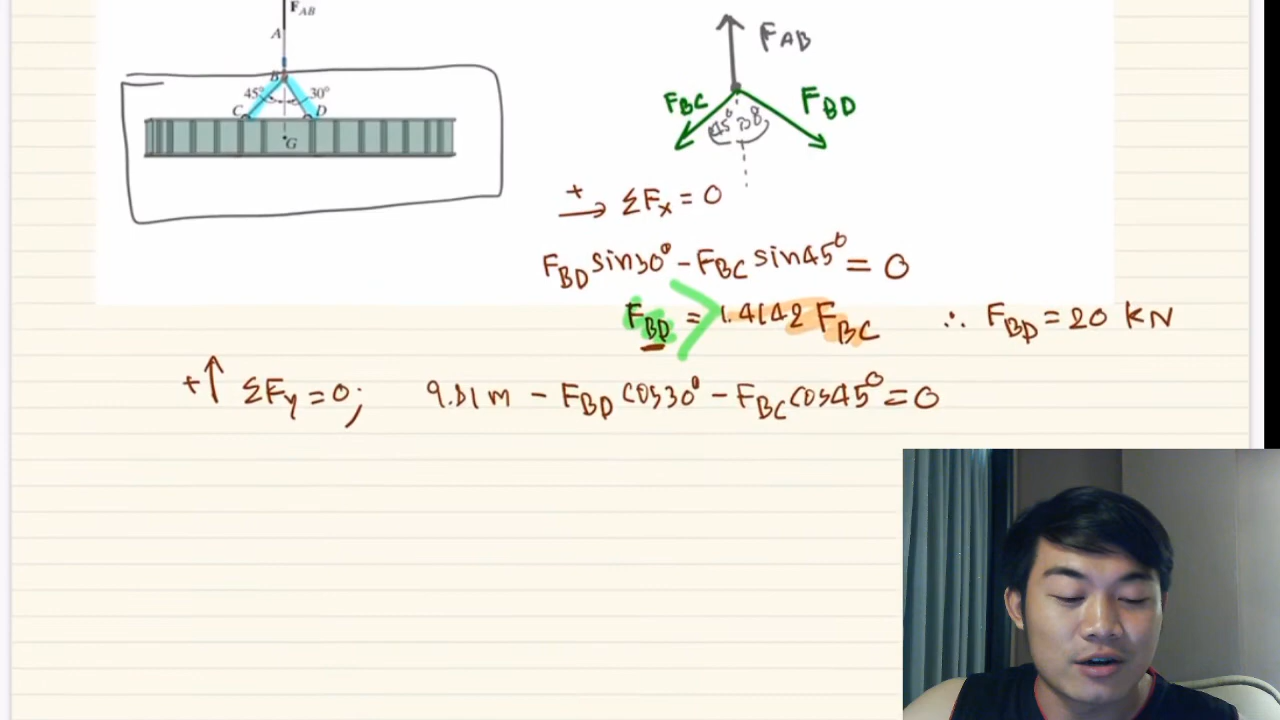 F_AB
A
B
45° 30°
C D
G
F_AB
F_BC F_BD
45° 30°
+→ ΣFx = 0
F_BD sin30° - F_BC sin45° = 0
F_BD = 1.4142 F_BC ∴ F_BD = 20 KN
+↑ ΣFy = 0; 9.81m - F_BD cos30° - F_BC cos45° = 0